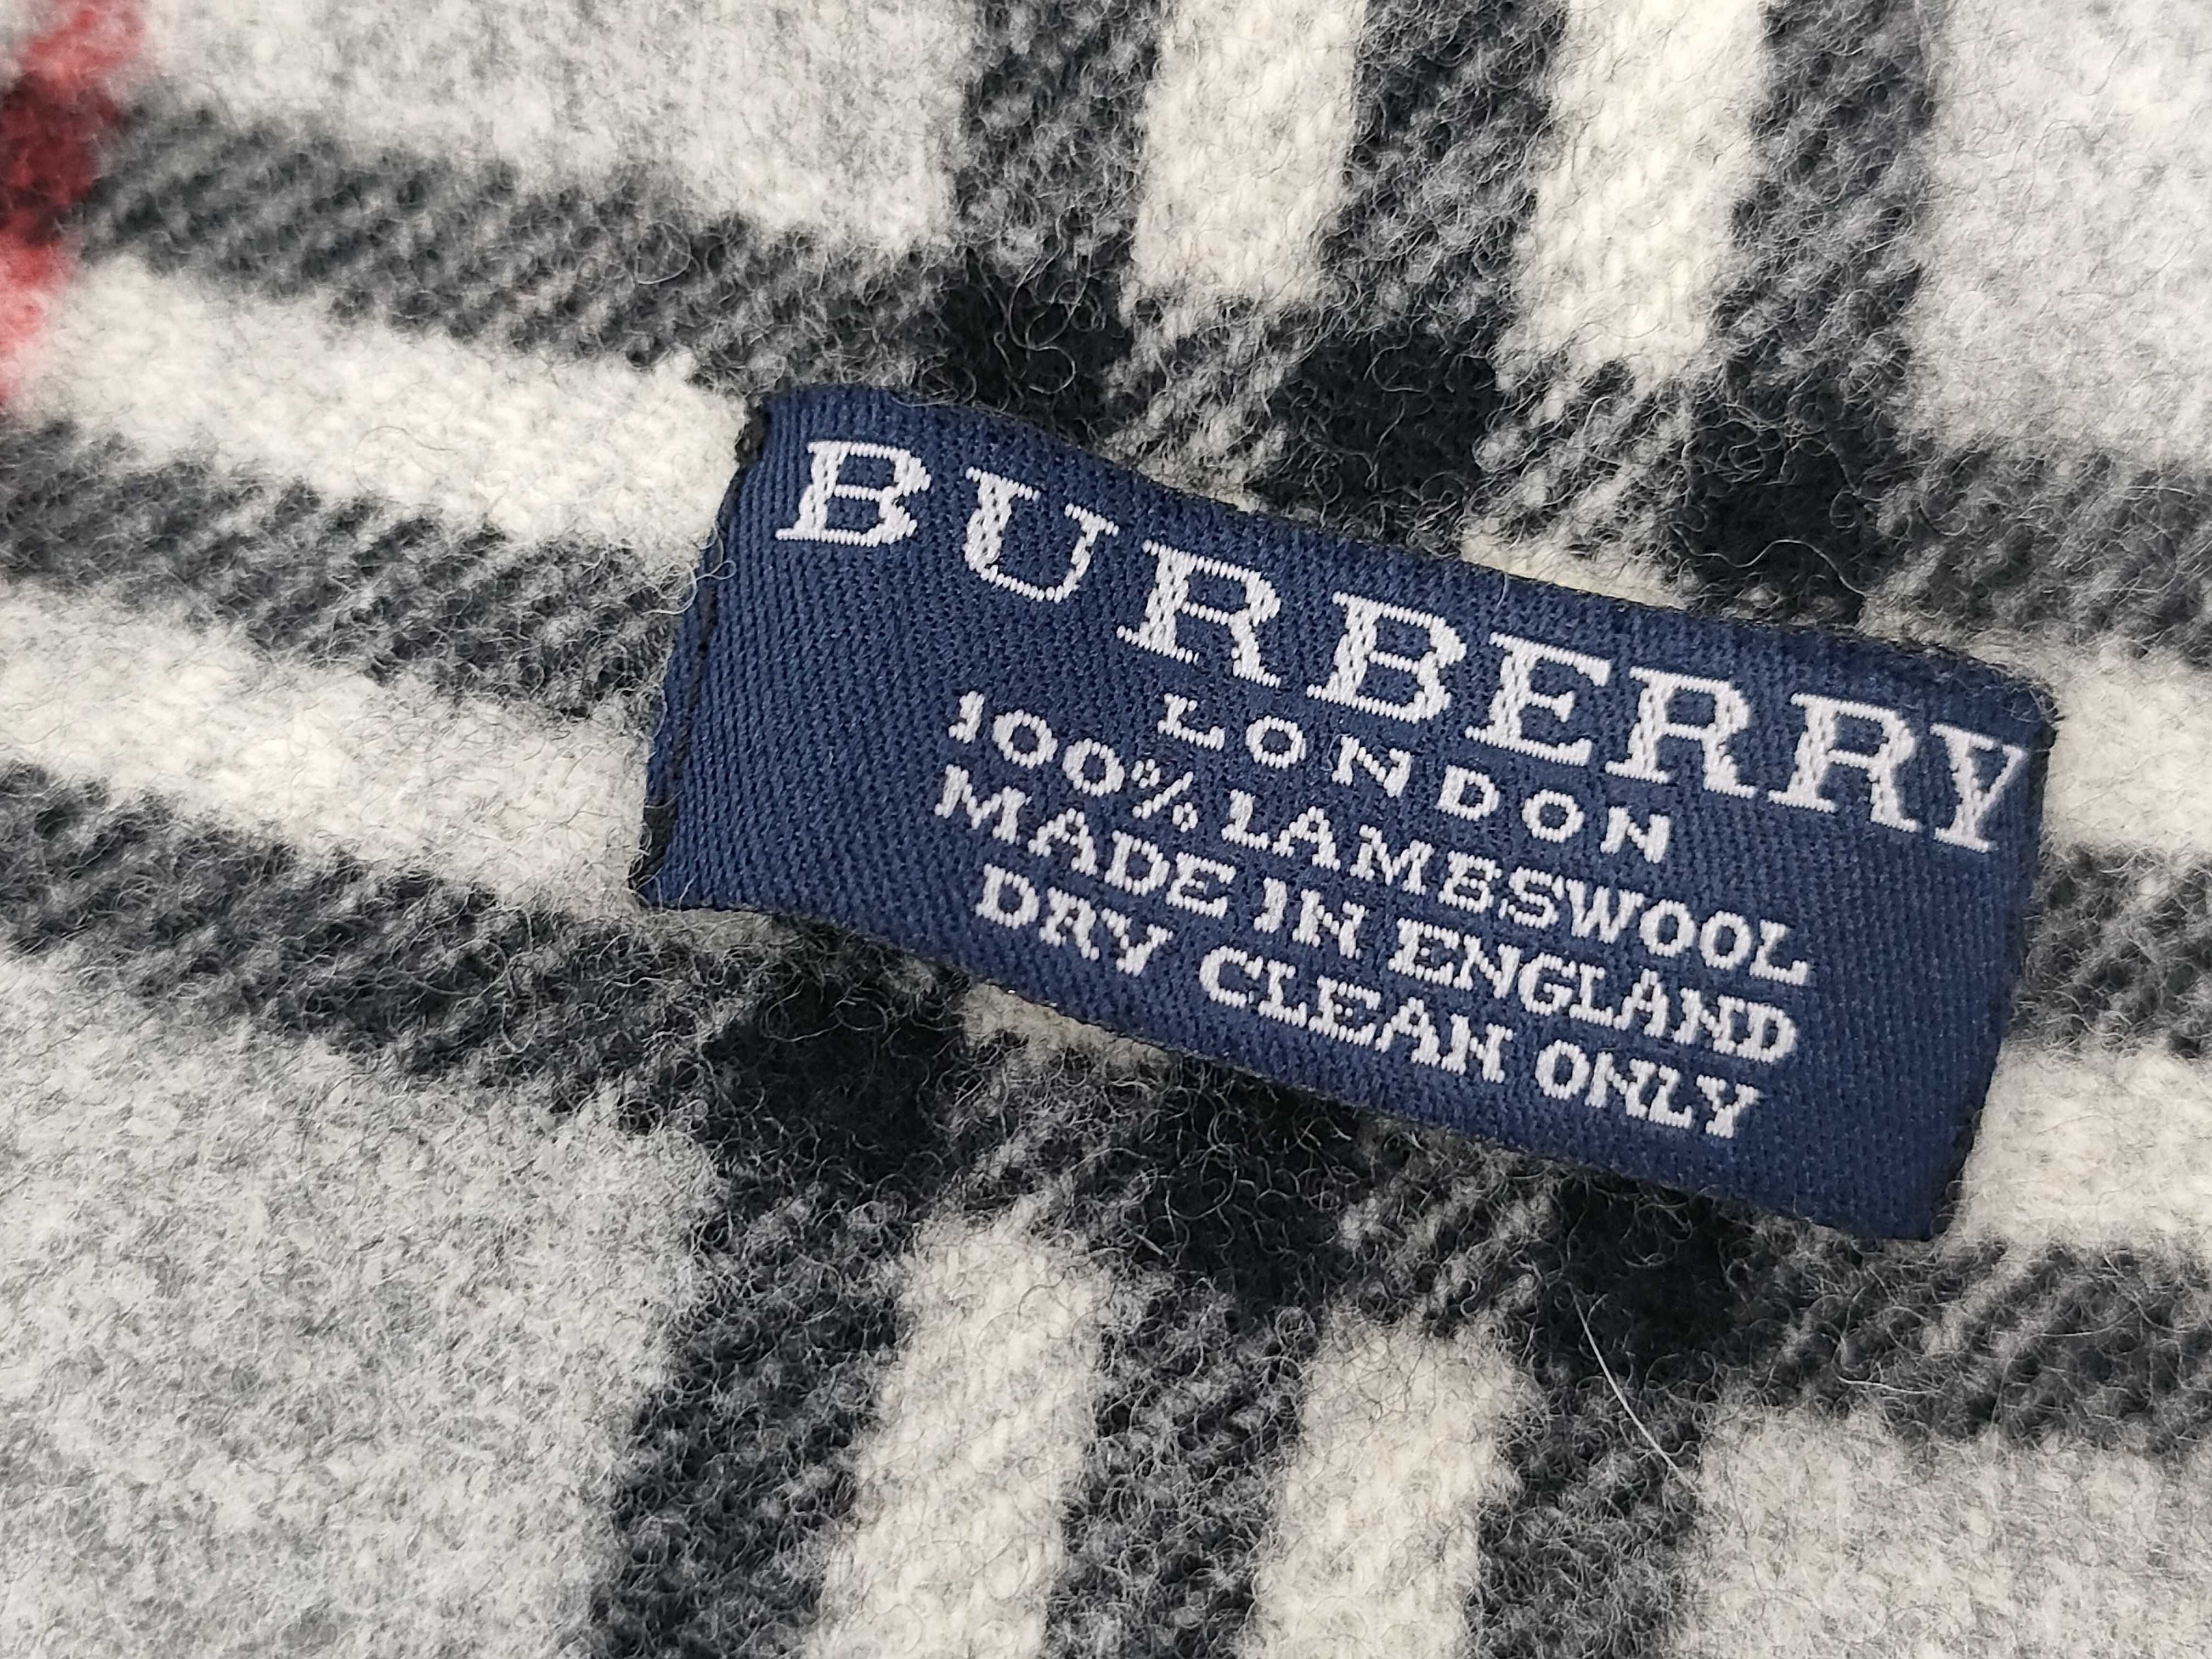 BURBERRY
LONDON
100% LAMBSWOOL
MADE IN ENGLAND
DRY CLEAN ONLY